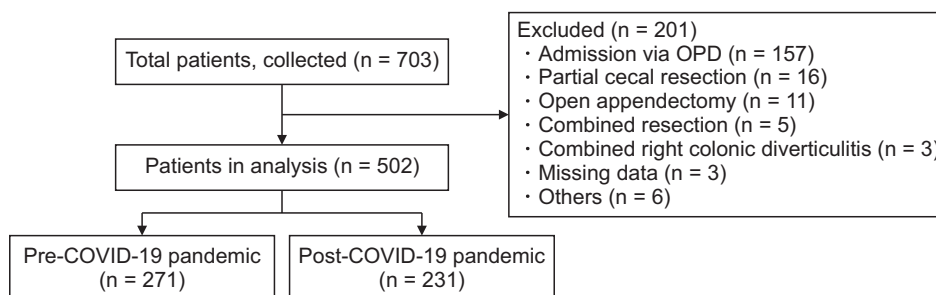 Total patients, collected (n = 703)
Excluded (n = 201)
· Admission via OPD (n = 157)
· Partial cecal resection (n = 16)
· Open appendectomy (n = 11)
· Combined resection (n = 5)
· Combined right colonic diverticulitis (n = 3)
· Missing data (n = 3)
· Others (n = 6)
Patients in analysis (n = 502)
Pre-COVID-19 pandemic
(n = 271)
Post-COVID-19 pandemic
(n = 231)